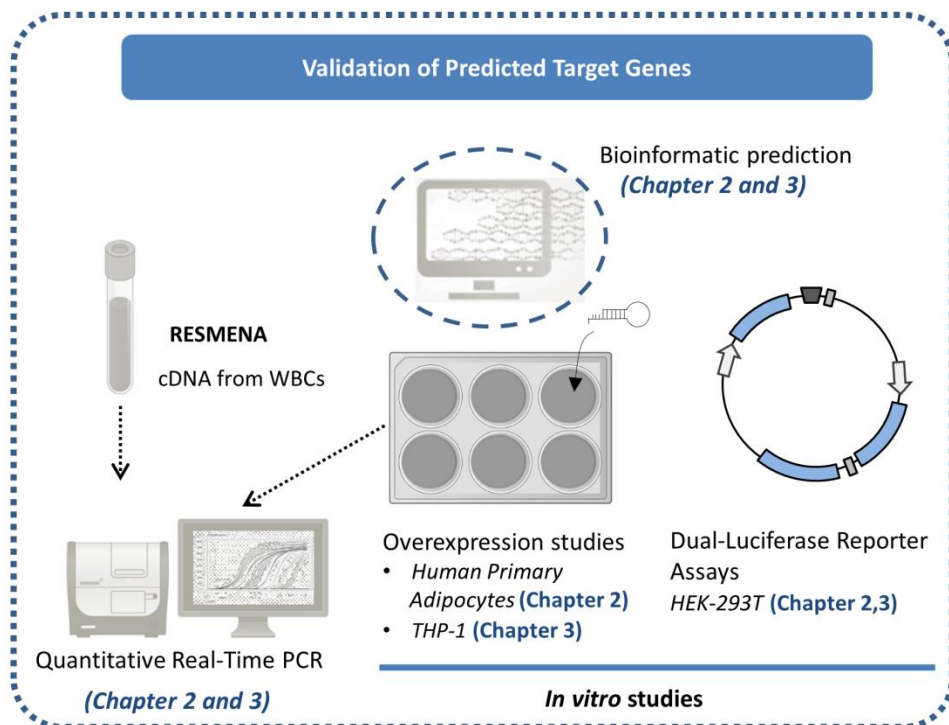 Validation of Predicted Target Genes
Bioinformatic prediction
(Chapter 2 and 3)
RESMENA
cDNA from WBCs
Quantitative Real-Time PCR
(Chapter 2 and 3)
Overexpression studies
• Human Primary
Adipocytes (Chapter 2)
• THP-1 (Chapter 3)
Dual-Luciferase Reporter
Assays
HEK-293T (Chapter 2,3)
In vitro studies